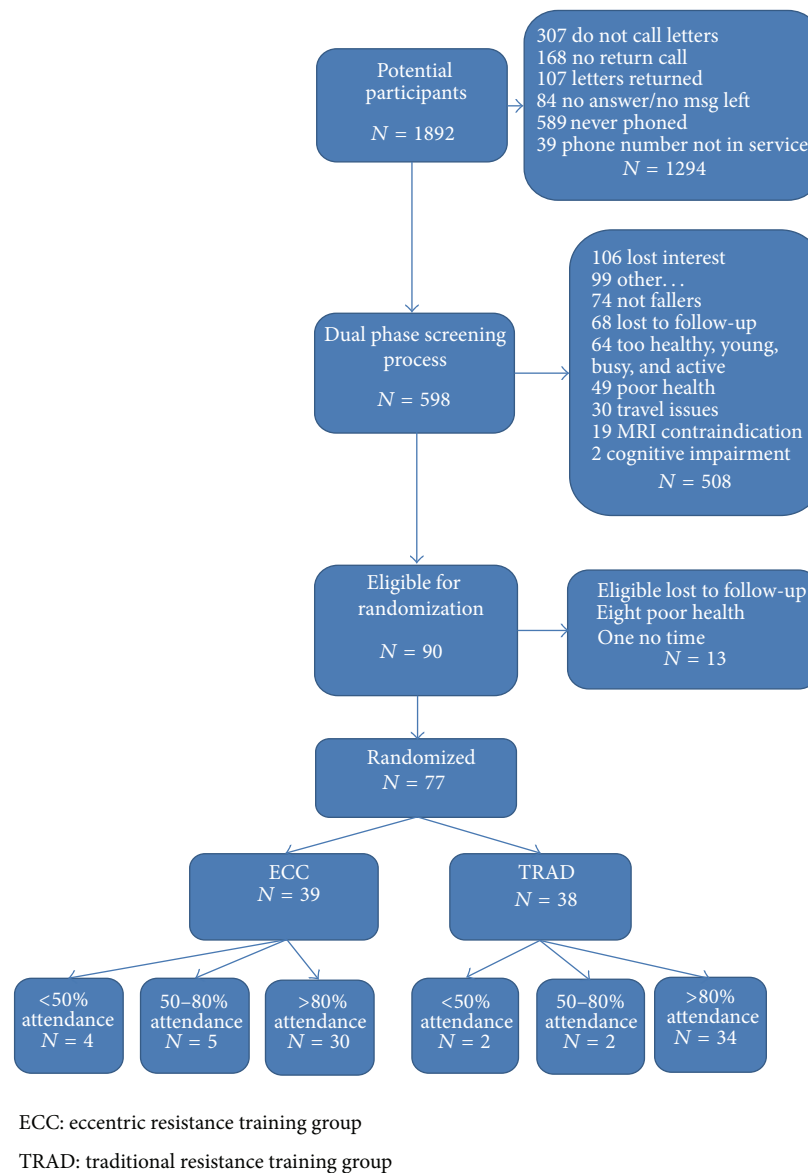 Potential
participants
N = 1892
307 do not call letters
168 no return call
107 letters returned
84 no answer/no msg left
589 never phoned
39 phone number not in service
N = 1294
Dual phase screening
process
N = 598
106 lost interest
99 other...
74 not fallers
68 lost to follow-up
64 too healthy, young,
busy, and active
49 poor health
30 travel issues
19 MRI contraindication
2 cognitive impairment
N = 508
Eligible for
randomization
N = 90
Eligible lost to follow-up
Eight poor health
One no time
N = 13
Randomized
N = 77
ECC
N = 39
TRAD
N = 38
<50%
attendance
N = 4
50–80%
attendance
N = 5
>80%
attendance
N = 30
<50%
attendance
N = 2
50–80%
attendance
N = 2
>80%
attendance
N = 34
ECC: eccentric resistance training group
TRAD: traditional resistance training group